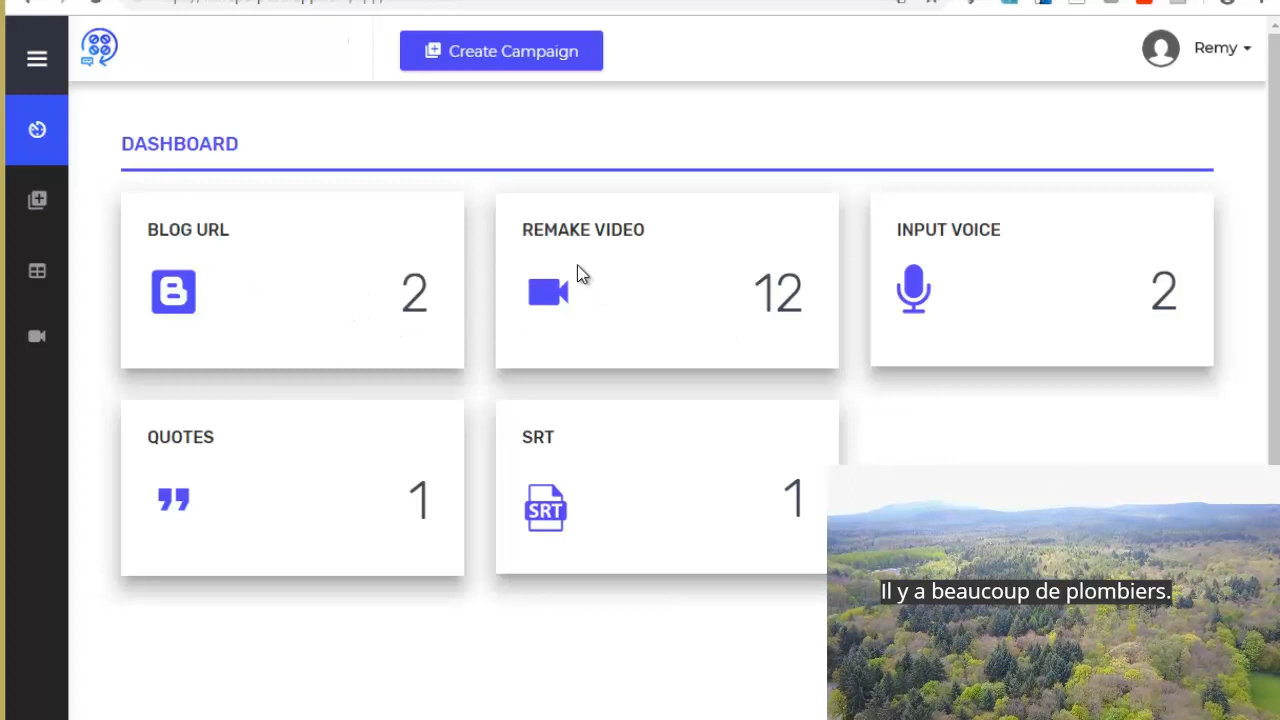 Create Campaign
Remy
DASHBOARD
BLOG URL
2
REMAKE VIDEO
12
INPUT VOICE
2
QUOTES
1
SRT
SRT
1
Il y a beaucoup de plombiers.